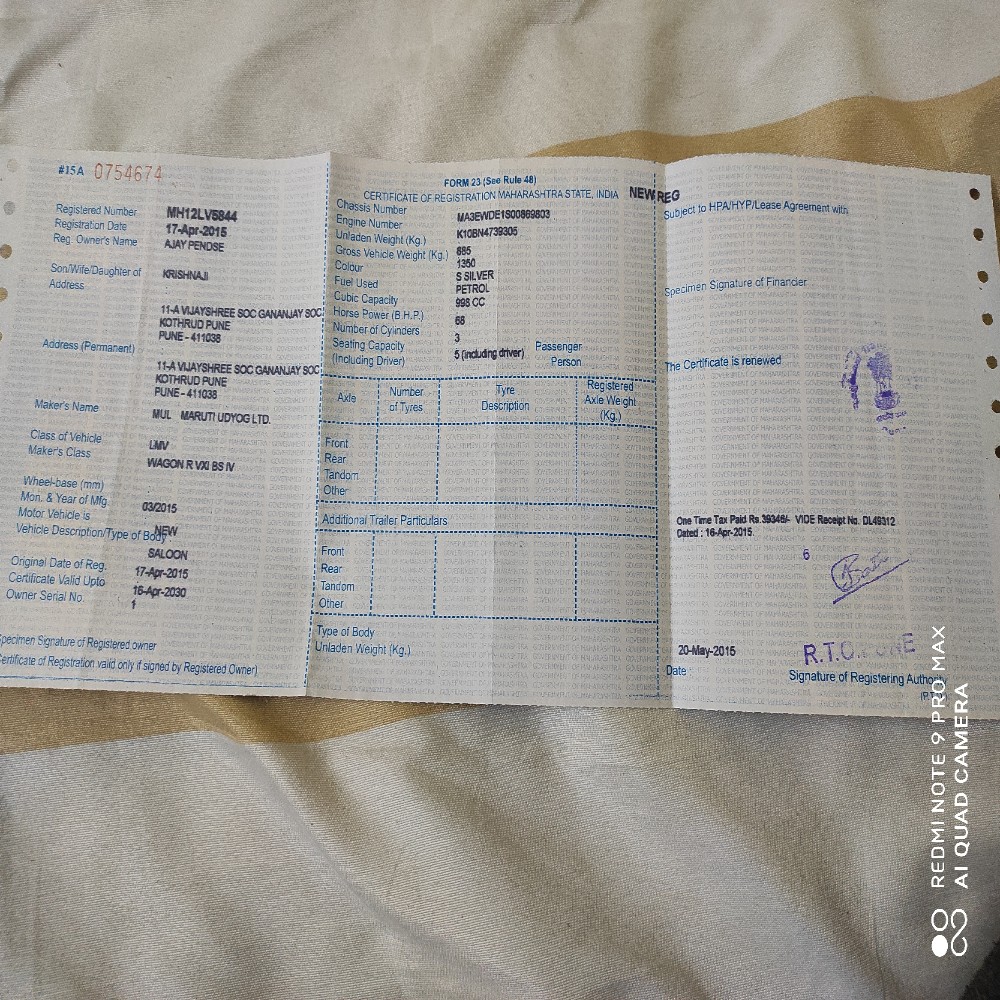 #15A 0754674
Registered Number MH12LV5844
Registration Date 17-Apr-2015
Reg. Owner's Name AJAY PENDSE
Son/Wife/Daughter of KRISHNAJI
Address
11-A VIJAYSHREE SOC GANANJAY SOC
KOTHRUD PUNE
PUNE - 411038
Address (Permanent)
11-A VIJAYSHREE SOC GANANJAY SOC
KOTHRUD PUNE
PUNE - 411038
Maker's Name MUL MARUTI UDYOG LTD.
Class of Vehicle LMV
Maker's Class WAGON R VXI BS IV
Wheel-base (mm)
Mon. & Year of Mfg. 03/2015
Motor Vehicle is NEW
Vehicle Description/Type of Body SALOON
Original Date of Reg. 17-Apr-2015
Certificate Valid Upto 16-Apr-2030
Owner Serial No. 1
Specimen Signature of Registered owner
Certificate of Registration valid only if signed by Registered Owner)
FORM 23 (See Rule 48)
CERTIFICATE OF REGISTRATION MAHARASHTRA STATE, INDIA NEW REG
Chassis Number MA3EWDE1S00869803
Engine Number K10BN4739305
Unladen Weight (Kg.) 885
Gross Vehicle Weight (Kg.) 1350
Colour S SILVER
Fuel Used PETROL
Cubic Capacity 998 CC
Horse Power (B.H.P.) 68
Number of Cylinders 3
Seating Capacity 5 (including driver) Passenger
(Including Driver) Person
Axle Number of Tyres Tyre Description Registered Axle Weight (Kg.)
Front
Rear
Tandom
Other
Additional Trailer Particulars
Front
Rear
Tandom
Other
Type of Body
Unladen Weight (Kg.)
Subject to HPA/HYP/Lease Agreement with
Specimen Signature of Financier
The Certificate is renewed
One Time Tax Paid Rs.39346/- VIDE Receipt No. DL49312
Dated : 16-Apr-2015.
6
20-May-2015
R.T.O. PUNE
Date Signature of Registering Authority
REDMI NOTE 9 PRO MAX
AI QUAD CAMERA